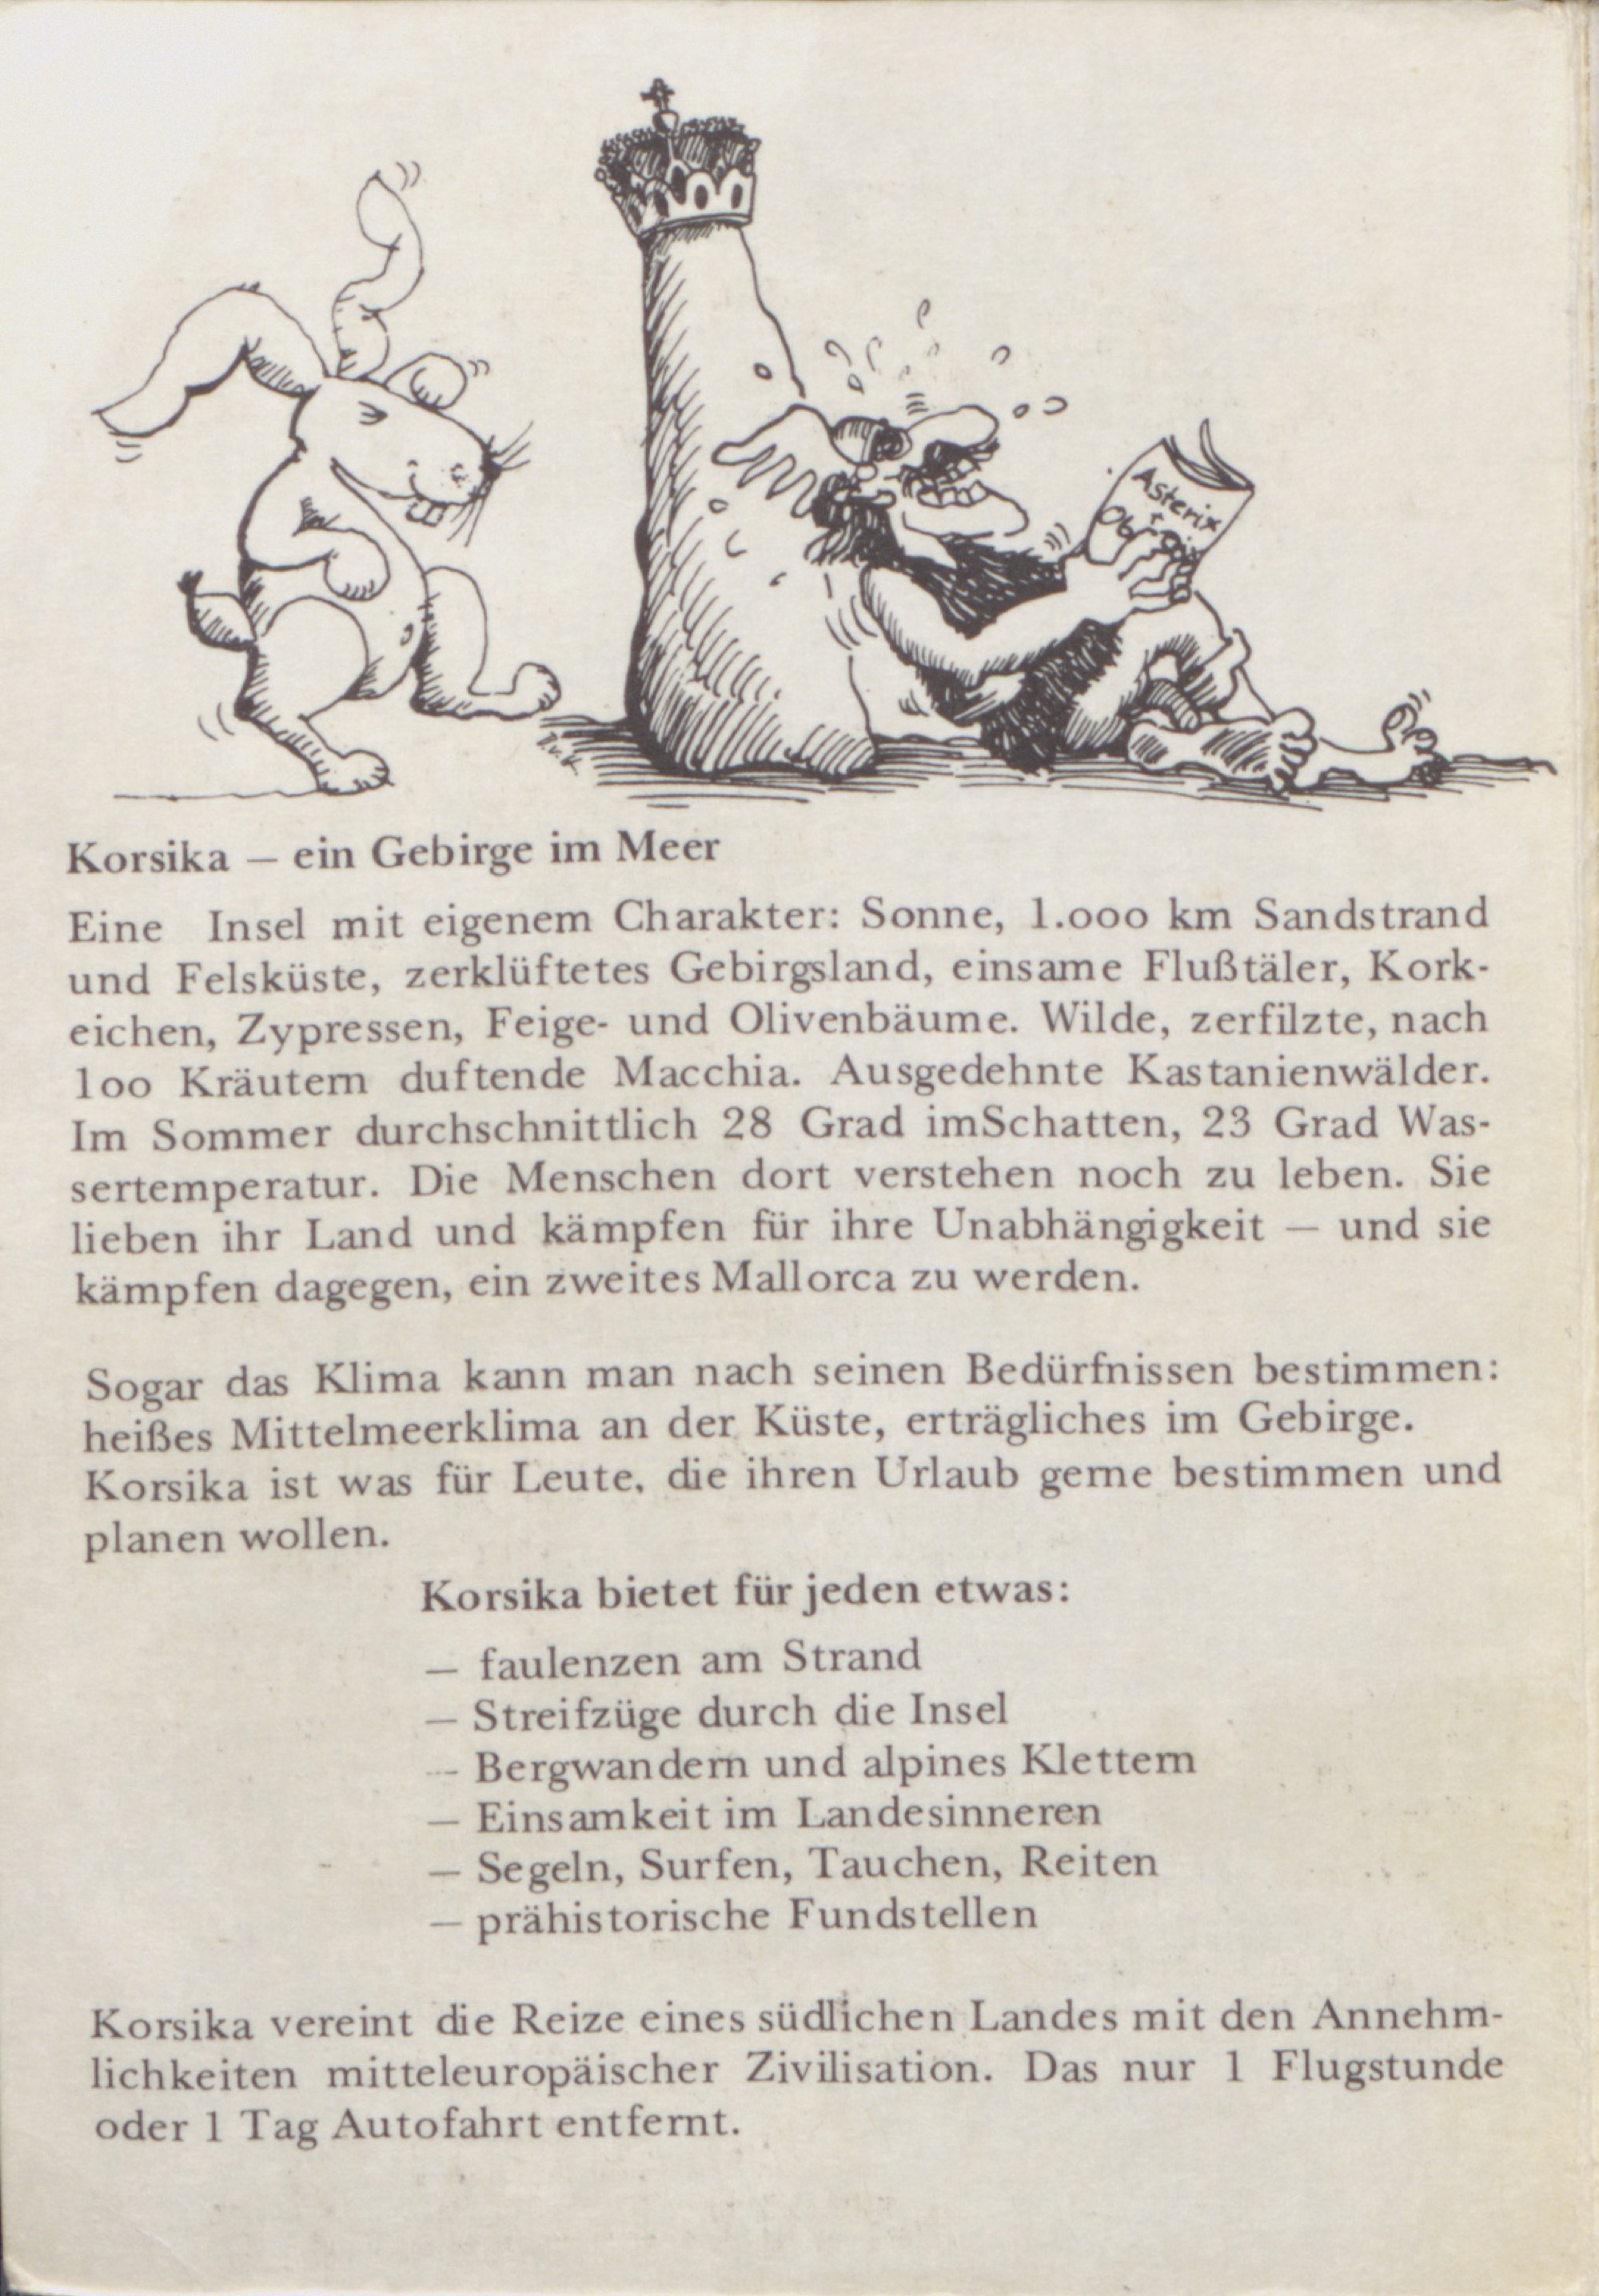 Asterix
+
Obelix
Korsika — ein Gebirge im Meer
Eine Insel mit eigenem Charakter: Sonne, 1.ooo km Sandstrand
und Felsküste, zerklüftetes Gebirgsland, einsame Flußtäler, Kork-
eichen, Zypressen, Feige- und Olivenbäume. Wilde, zerfilzte, nach
1oo Kräutern duftende Macchia. Ausgedehnte Kastanienwälder.
Im Sommer durchschnittlich 28 Grad imSchatten, 23 Grad Was-
sertemperatur. Die Menschen dort verstehen noch zu leben. Sie
lieben ihr Land und kämpfen für ihre Unabhängigkeit — und sie
kämpfen dagegen, ein zweites Mallorca zu werden.
Sogar das Klima kann man nach seinen Bedürfnissen bestimmen:
heißes Mittelmeerklima an der Küste, erträgliches im Gebirge.
Korsika ist was für Leute, die ihren Urlaub gerne bestimmen und
planen wollen.
Korsika bietet für jeden etwas:
— faulenzen am Strand
— Streifzüge durch die Insel
— Bergwandern und alpines Klettern
— Einsamkeit im Landesinneren
— Segeln, Surfen, Tauchen, Reiten
— prähistorische Fundstellen
Korsika vereint die Reize eines südlichen Landes mit den Annehm-
lichkeiten mitteleuropäischer Zivilisation. Das nur 1 Flugstunde
oder 1 Tag Autofahrt entfernt.